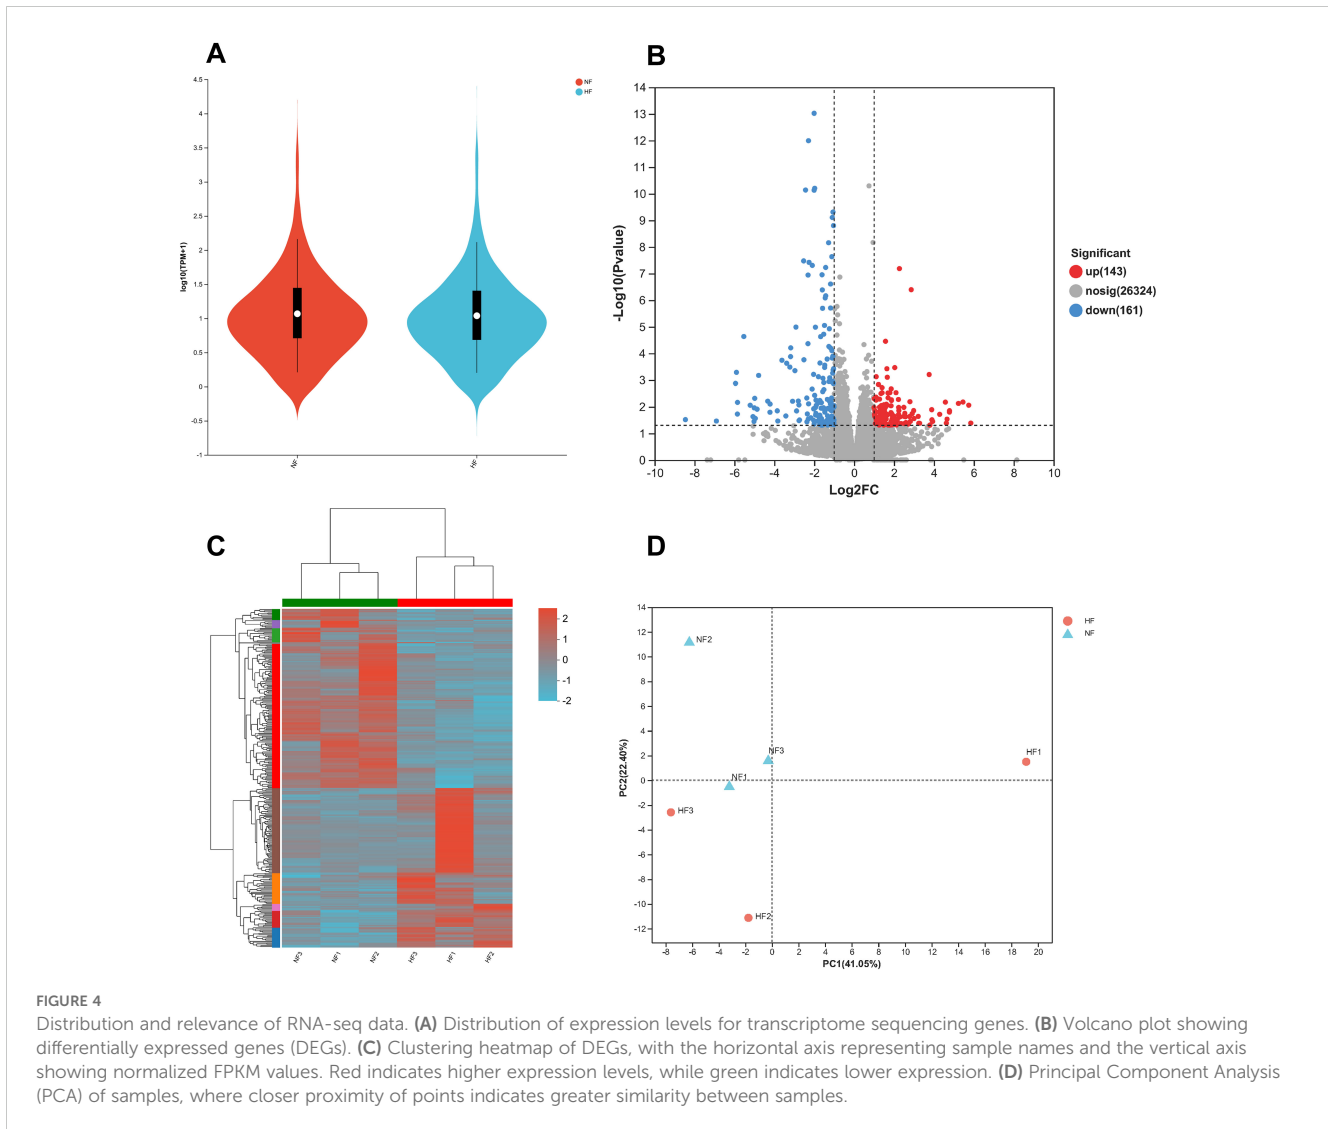 A
4.5
4
3.5
3
2.5
2
1.5
1
0.5
0
-0.5
-1
log10(TPM+1)
NF
HF
NF
HF
B
14
13
12
11
10
9
8
7
6
5
4
3
2
1
0
-Log10(Pvalue)
-10 -8 -6 -4 -2 0 2 4 6 8 10
Log2FC
Significant
up(143)
nosig(26324)
down(161)
C
2
1
0
-1
-2
NF3 NF1 NF2 HF3 HF1 HF2
D
14
12
10
8
6
4
2
0
-2
-4
-6
-8
-10
-12
PC2(22.40%)
NF2
NF3
HF1
NF1
HF3
HF2
-8 -6 -4 -2 0 2 4 6 8 10 12 14 16 18 20
PC1(41.05%)
HF
NF
FIGURE 4
Distribution and relevance of RNA-seq data. (A) Distribution of expression levels for transcriptome sequencing genes. (B) Volcano plot showing
differentially expressed genes (DEGs). (C) Clustering heatmap of DEGs, with the horizontal axis representing sample names and the vertical axis
showing normalized FPKM values. Red indicates higher expression levels, while green indicates lower expression. (D) Principal Component Analysis
(PCA) of samples, where closer proximity of points indicates greater similarity between samples.